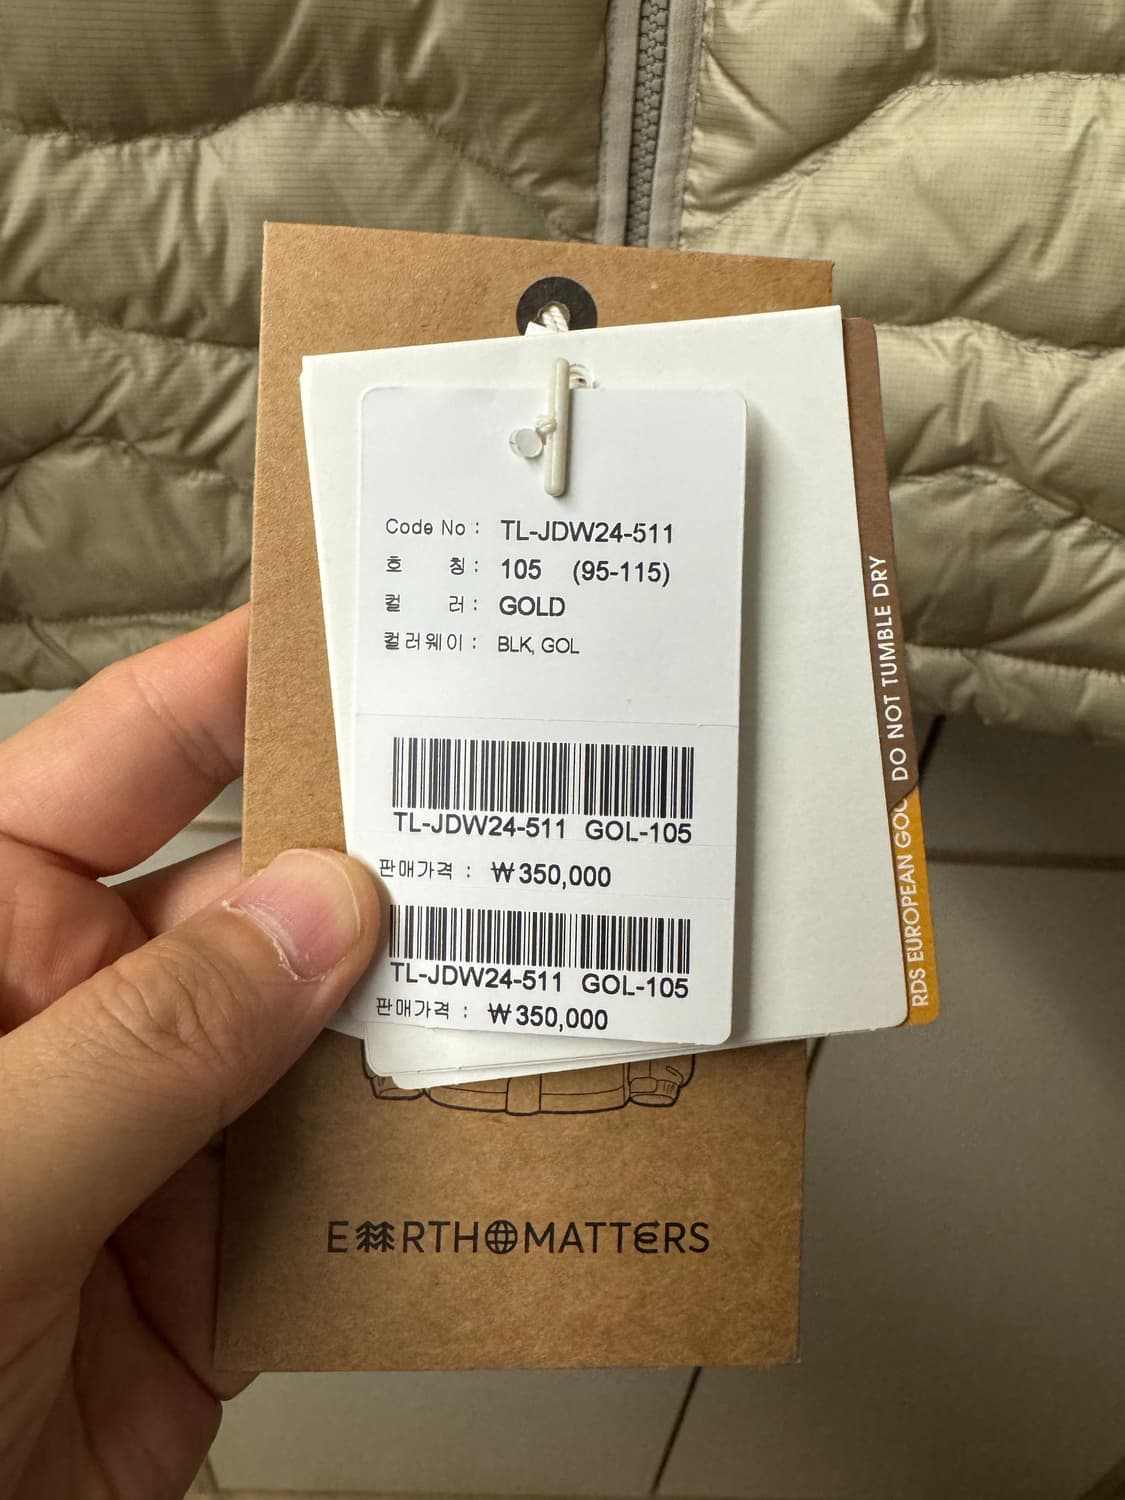 Code No : TL-JDW24-511
호 칭 : 105 (95-115)
컬 러 : GOLD
컬러웨이 : BLK, GOL
TL-JDW24-511 GOL-105
판매가격 : ₩350,000
TL-JDW24-511 GOL-105
판매가격 : ₩350,000
DO NOT TUMBLE DRY
RDS EUROPEAN
EARTH MATTERS